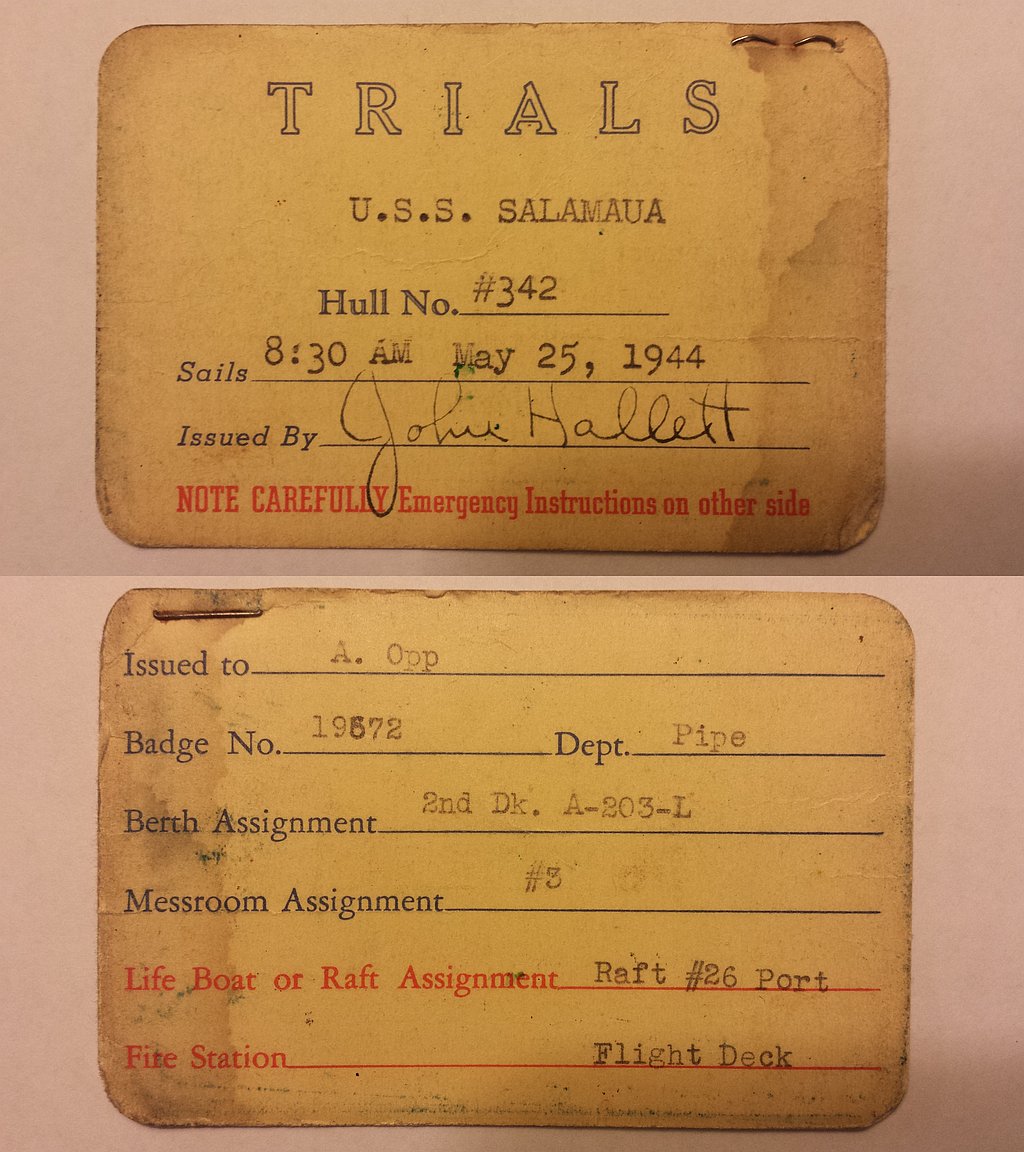 TRIALS
U.S.S. SALAMAUA
Hull No. #342
Sails 8:30 AM May 25, 1944
Issued By John Hallett
NOTE CAREFULLY Emergency Instructions on other side
Issued to A. Opp
Badge No. 19672 Dept. Pipe
Berth Assignment 2nd Dk. A-203-L
Messroom Assignment #3
Life Boat or Raft Assignment Raft #26 Port
Fire Station Flight Deck